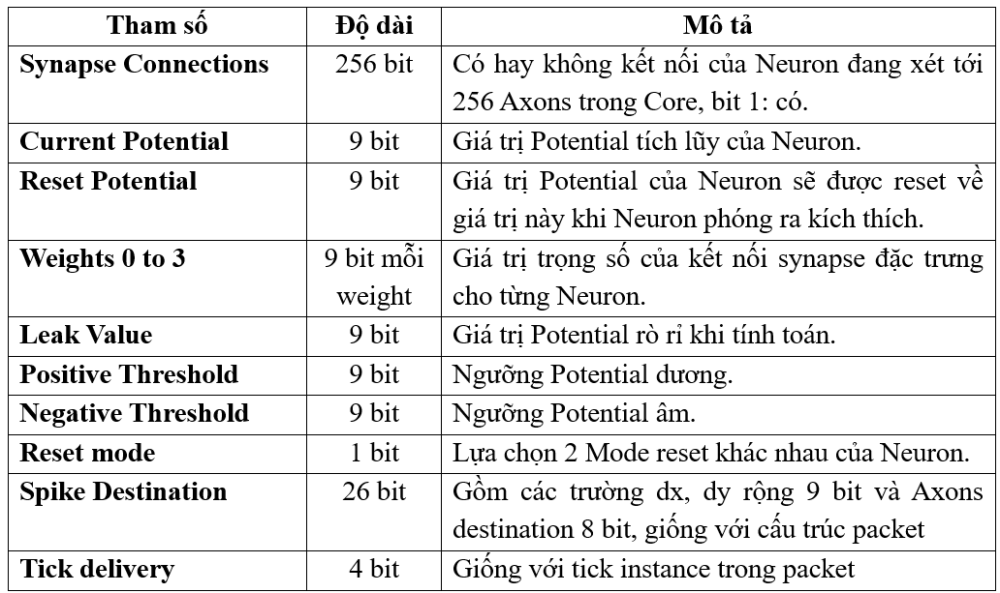 Tham số Độ dài Mô tả
Synapse Connections 256 bit Có hay không kết nối của Neuron đang xét tới
256 Axons trong Core, bit 1: có.
Current Potential 9 bit Giá trị Potential tích lũy của Neuron.
Reset Potential 9 bit Giá trị Potential của Neuron sẽ được reset về
giá trị này khi Neuron phóng ra kích thích.
Weights 0 to 3 9 bit mỗi Giá trị trọng số của kết nối synapse đặc trưng
weight cho từng Neuron.
Leak Value 9 bit Giá trị Potential rò rỉ khi tính toán.
Positive Threshold 9 bit Ngưỡng Potential dương.
Negative Threshold 9 bit Ngưỡng Potential âm.
Reset mode 1 bit Lựa chọn 2 Mode reset khác nhau của Neuron.
Spike Destination 26 bit Gồm các trường dx, dy rộng 9 bit và Axons
destination 8 bit, giống với cấu trúc packet
Tick delivery 4 bit Giống với tick instance trong packet